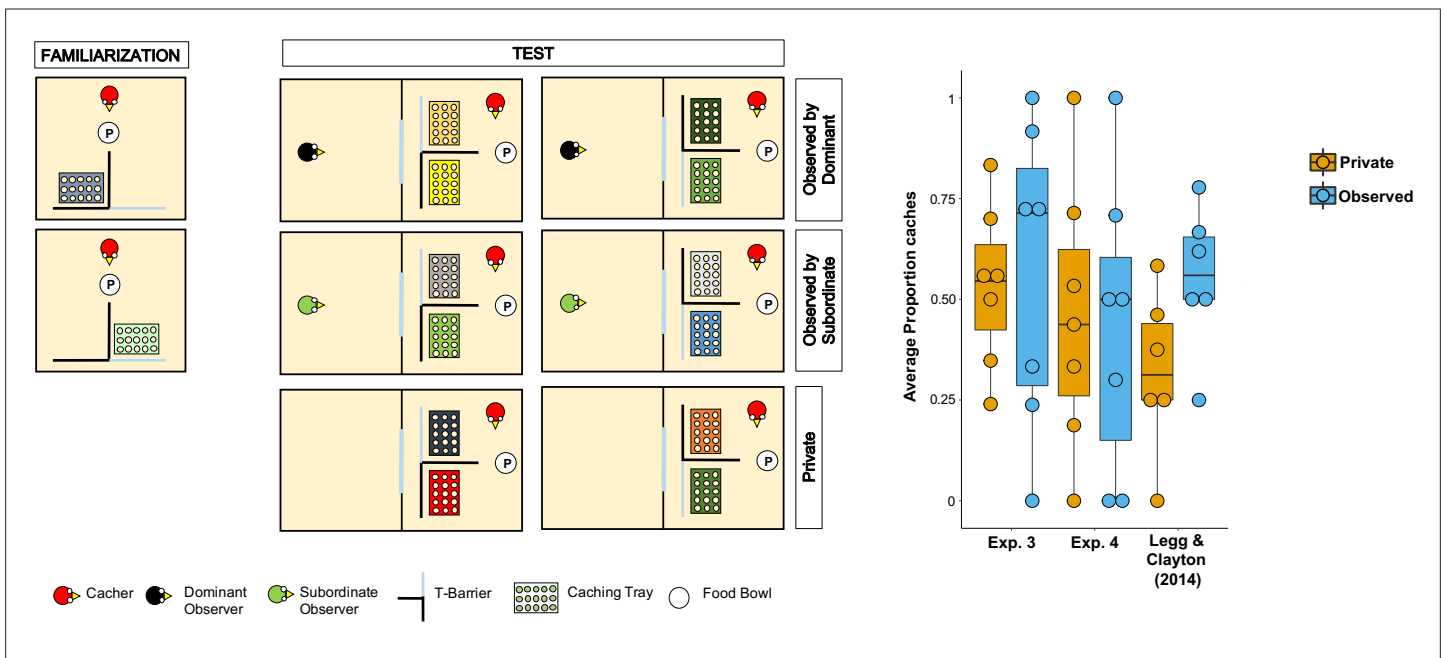 FAMILIARIZATION
TEST
P
P
P
P
Observed by
Dominant
P
P
P
Observed by
Subordinate
P
P
Private
Cacher
Dominant
Observer
Subordinate
Observer
T-Barrier
Caching Tray
Food Bowl
Average Proportion caches
1
0.75
0.50
0.25
0
Exp. 3
Exp. 4
Legg &
Clayton
(2014)
Private
Observed